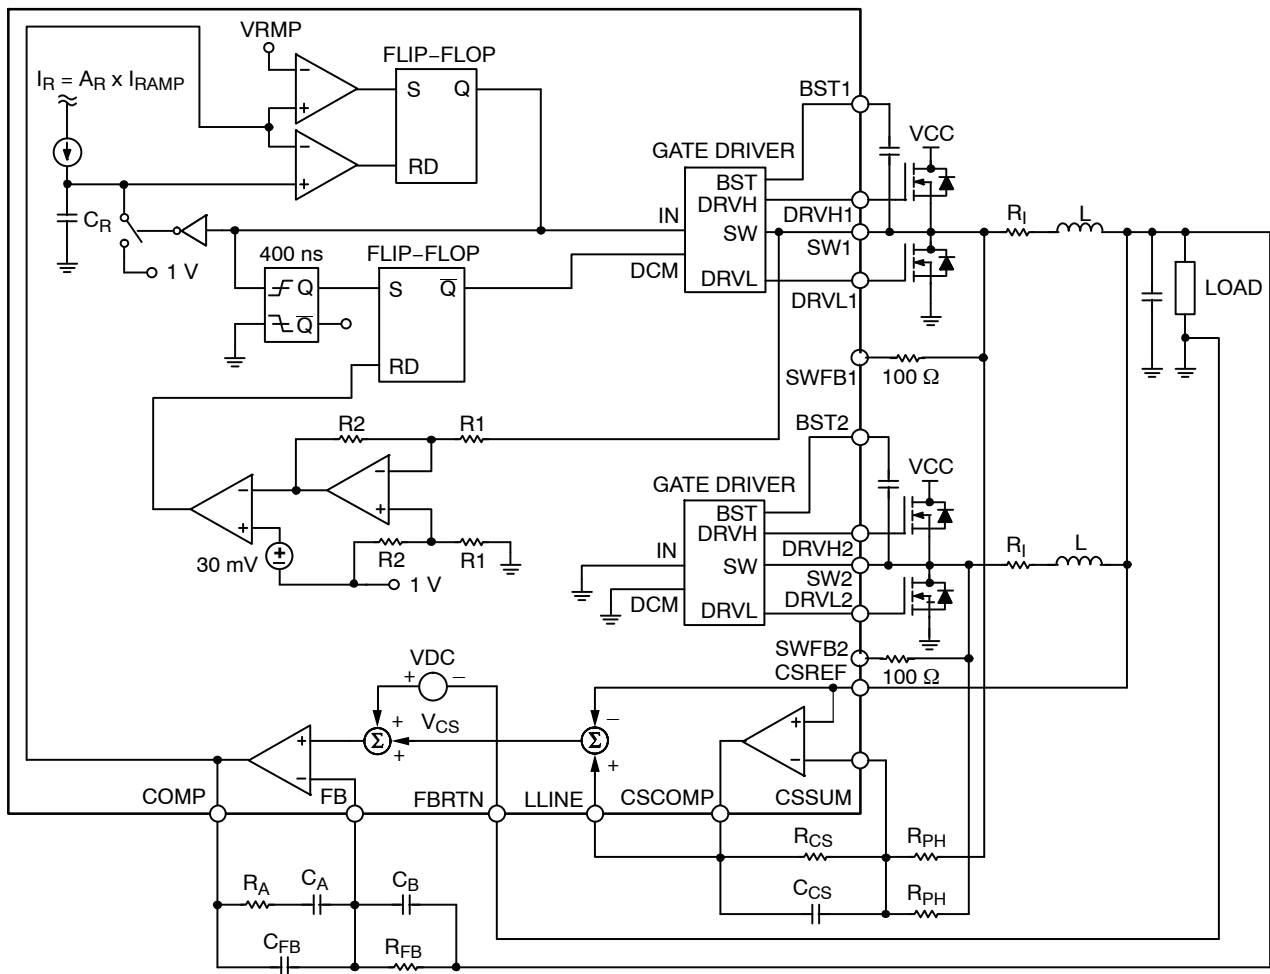 VRMP
FLIP−FLOP
I_R = A_R x I_RAMP
S
Q
RD
−
+
−
+
C_R
1 V
400 ns
Q
Q̅
FLIP−FLOP
S
Q̅
RD
GATE DRIVER
BST
DRVH
IN
SW
DCM
DRVL
BST1
VCC
DRVH1
SW1
DRVL1
R_I
L
LOAD
SWFB1
100 Ω
R2
R1
−
+
−
+
30 mV
R2
R1
1 V
GATE DRIVER
BST
DRVH
IN
SW
DCM
DRVL
BST2
VCC
DRVH2
SW2
DRVL2
R_I
L
SWFB2
100 Ω
CSREF
VDC
+
−
V_CS
+
Σ
+
−
Σ
+
+
−
+
−
COMP
FB
FBRTN
LLINE
CSCOMP
CSSUM
R_CS
R_PH
C_CS
R_PH
R_A
C_A
C_B
C_FB
R_FB